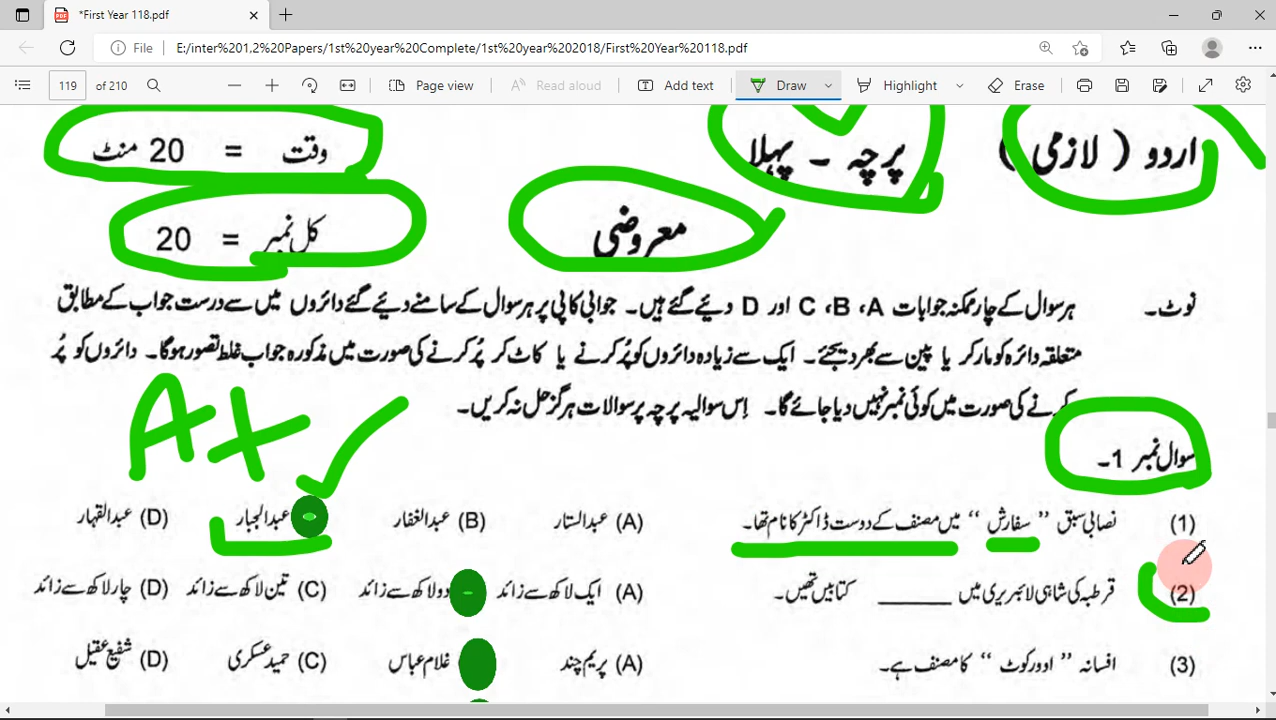 *First Year 118.pdf
File E:/inter%201,2%20Papers/1st%20year%20Complete/1st%20year%202018/First%20Year%20118.pdf
119 of 210 Page view Read aloud Add text Draw Highlight Erase
اردو ( لازمی ) پرچہ ۔ پہلا وقت = 20 منٹ
معروضی کل نمبر = 20
نوٹ۔ ہر سوال کے چار ممکنہ جوابات A، B، C اور D دیئے گئے ہیں۔ جوابی کاپی پر ہر سوال کے سامنے دیئے گئے دائروں میں سے درست جواب کے مطابق
متعلقہ دائرہ کو مارکر یا پین سے بھر دیجئے۔ ایک سے زیادہ دائروں کو پُر کرنے یا کاٹ کر پُر کرنے کی صورت میں مذکورہ جواب غلط تصور ہوگا۔ دائروں کو پُر
کرنے کی صورت میں کوئی نمبر نہیں دیا جائے گا۔ اِس سوالیہ پرچہ پر سوالات ہرگز حل نہ کریں۔
A+
سوال نمبر 1۔
(1) نصابی سبق “ سفارش ” میں مصنف کے دوست ڈاکٹر کا نام تھا۔ (A) عبدالستار (B) عبدالغفار عبدالجبار (D) عبدالقہار
(2) قرطبہ کی شاہی لائبریری میں ______ کتابیں تھیں۔ (A) ایک لاکھ سے زائد دو لاکھ سے زائد (C) تین لاکھ سے زائد (D) چار لاکھ سے زائد
(3) افسانہ “ اوور کوٹ ” کا مصنف ہے۔ (A) پریم چند غلام عباس (C) حمید عسکری (D) شفیع عقیل